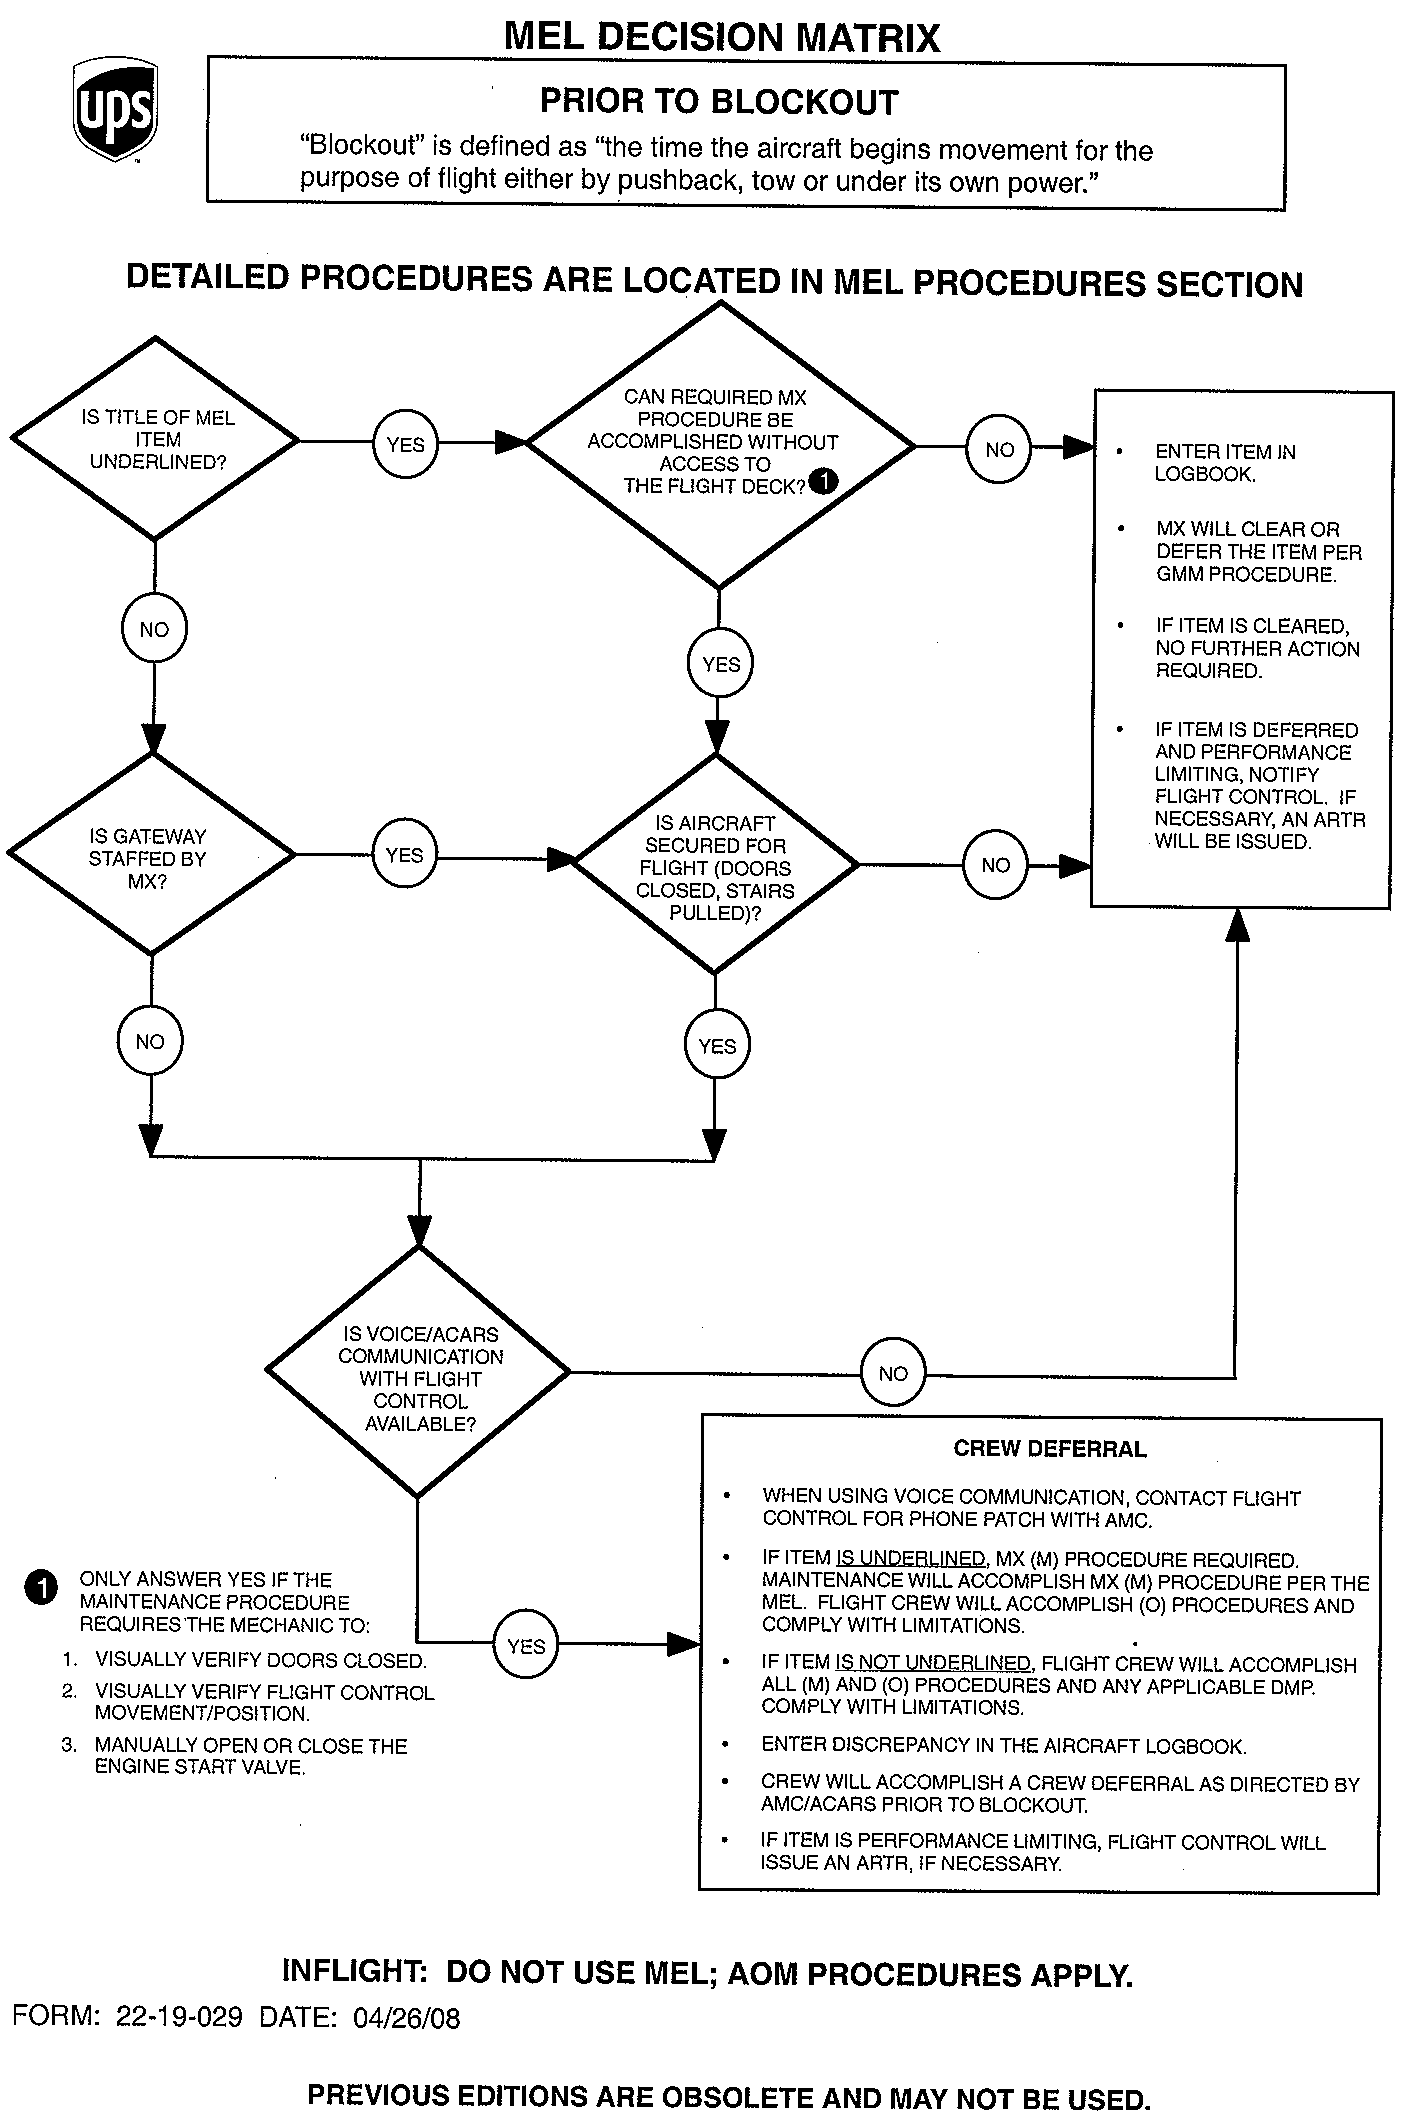 MEL DECISION MATRIX
ups
™
PRIOR TO BLOCKOUT
“Blockout” is defined as “the time the aircraft begins movement for the
purpose of flight either by pushback, tow or under its own power.”
DETAILED PROCEDURES ARE LOCATED IN MEL PROCEDURES SECTION
IS TITLE OF MEL
ITEM
UNDERLINED?
YES
CAN REQUIRED MX
PROCEDURE BE
ACCOMPLISHED WITHOUT
ACCESS TO
THE FLIGHT DECK? 1
NO
• ENTER ITEM IN
LOGBOOK.
• MX WILL CLEAR OR
DEFER THE ITEM PER
GMM PROCEDURE.
• IF ITEM IS CLEARED,
NO FURTHER ACTION
REQUIRED.
• IF ITEM IS DEFERRED
AND PERFORMANCE
LIMITING, NOTIFY
FLIGHT CONTROL. IF
NECESSARY, AN ARTR
WILL BE ISSUED.
NO
YES
IS GATEWAY
STAFFED BY
MX?
YES
IS AIRCRAFT
SECURED FOR
FLIGHT (DOORS
CLOSED, STAIRS
PULLED)?
NO
NO
YES
IS VOICE/ACARS
COMMUNICATION
WITH FLIGHT
CONTROL
AVAILABLE?
NO
YES
CREW DEFERRAL
• WHEN USING VOICE COMMUNICATION, CONTACT FLIGHT
CONTROL FOR PHONE PATCH WITH AMC.
• IF ITEM IS UNDERLINED, MX (M) PROCEDURE REQUIRED.
MAINTENANCE WILL ACCOMPLISH MX (M) PROCEDURE PER THE
MEL. FLIGHT CREW WILL ACCOMPLISH (O) PROCEDURES AND
COMPLY WITH LIMITATIONS.
• IF ITEM IS NOT UNDERLINED, FLIGHT CREW WILL ACCOMPLISH
ALL (M) AND (O) PROCEDURES AND ANY APPLICABLE DMP.
COMPLY WITH LIMITATIONS.
• ENTER DISCREPANCY IN THE AIRCRAFT LOGBOOK.
• CREW WILL ACCOMPLISH A CREW DEFERRAL AS DIRECTED BY
AMC/ACARS PRIOR TO BLOCKOUT.
• IF ITEM IS PERFORMANCE LIMITING, FLIGHT CONTROL WILL
ISSUE AN ARTR, IF NECESSARY.
1 ONLY ANSWER YES IF THE
MAINTENANCE PROCEDURE
REQUIRES THE MECHANIC TO:
1. VISUALLY VERIFY DOORS CLOSED.
2. VISUALLY VERIFY FLIGHT CONTROL
MOVEMENT/POSITION.
3. MANUALLY OPEN OR CLOSE THE
ENGINE START VALVE.
INFLIGHT: DO NOT USE MEL; AOM PROCEDURES APPLY.
FORM: 22-19-029 DATE: 04/26/08
PREVIOUS EDITIONS ARE OBSOLETE AND MAY NOT BE USED.